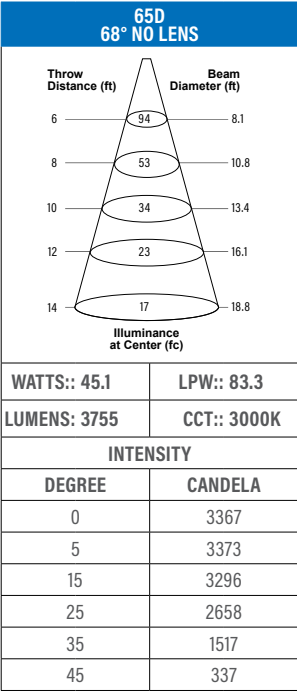 65D
68° NO LENS
Throw Beam
Distance (ft) Diameter (ft)
6 94 8.1
8 53 10.8
10 34 13.4
12 23 16.1
14 17 18.8
Illuminance
at Center (fc)
WATTS:: 45.1 LPW:: 83.3
LUMENS: 3755 CCT:: 3000K
INTENSITY
DEGREE CANDELA
0 3367
5 3373
15 3296
25 2658
35 1517
45 337